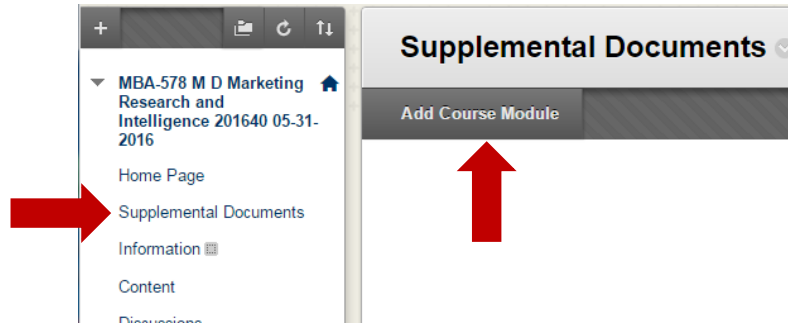 MBA-578 M D Marketing
Research and
Intelligence 201640 05-31-
2016
Home Page
Supplemental Documents
Information
Content
Discussions
Supplemental Documents
Add Course Module